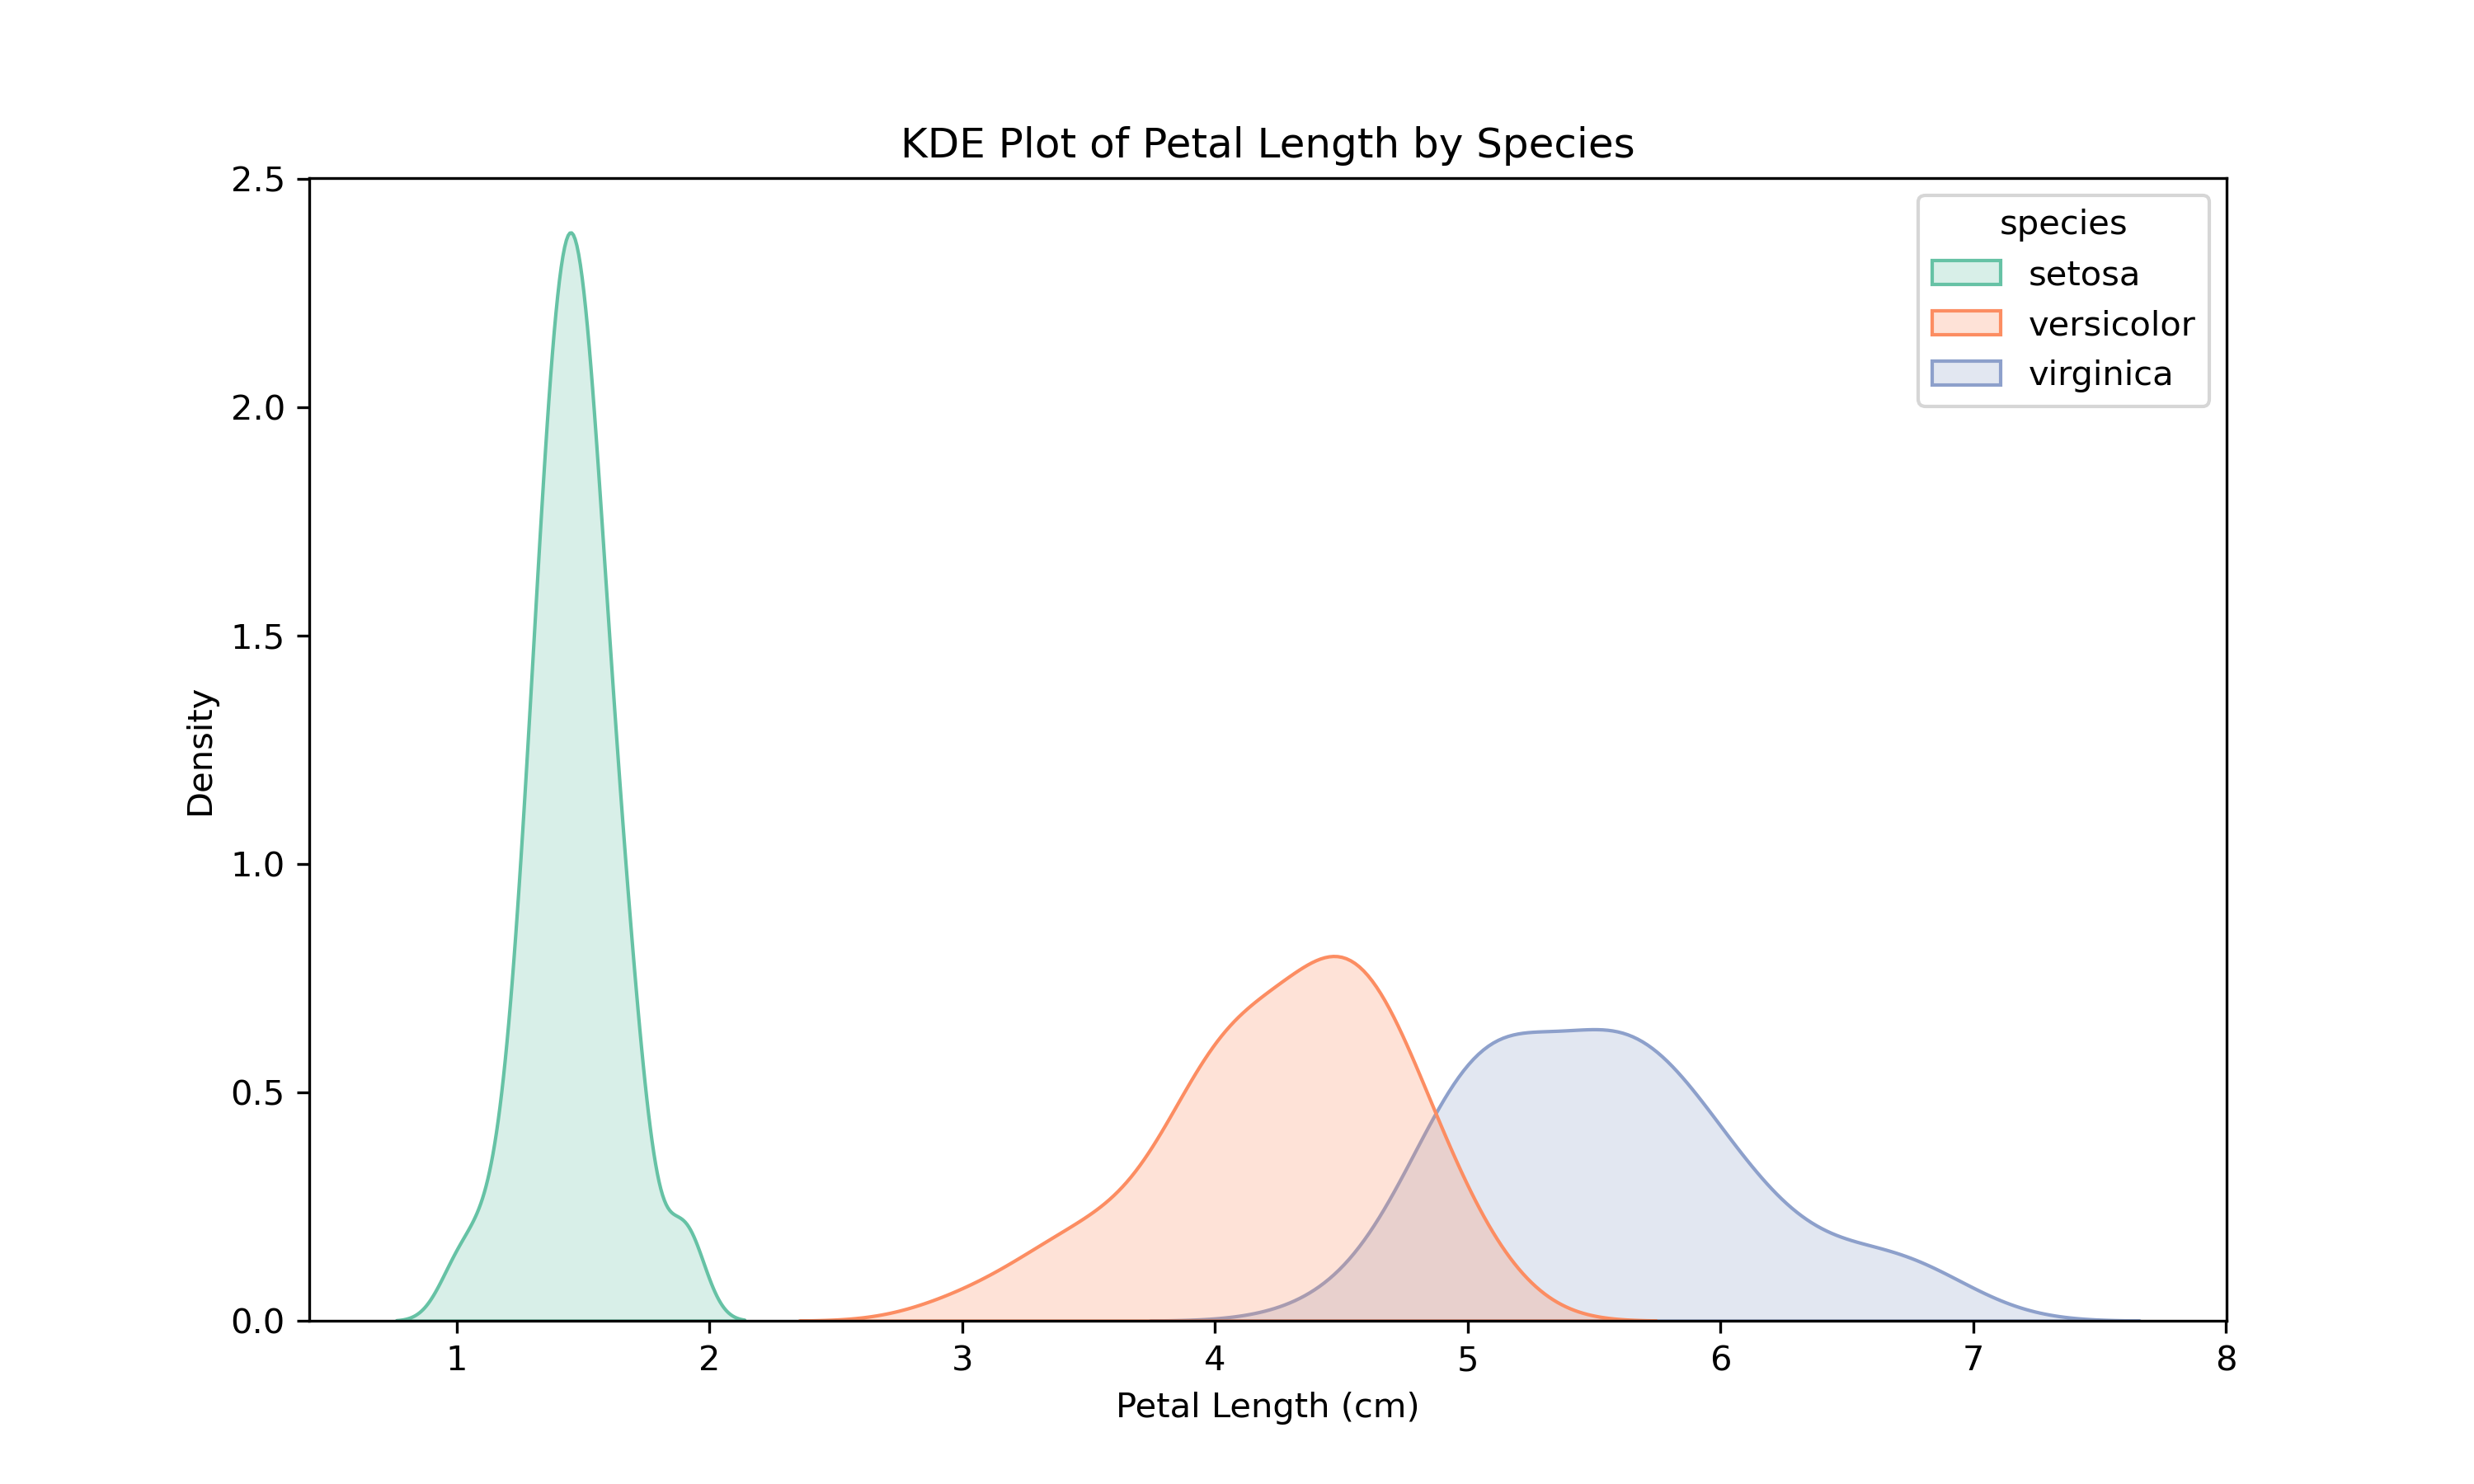 KDE Plot of Petal Length by Species
2.5
2.0
1.5
1.0
0.5
0.0
Density
species
setosa
versicolor
virginica
1 2 3 4 5 6 7 8
Petal Length (cm)